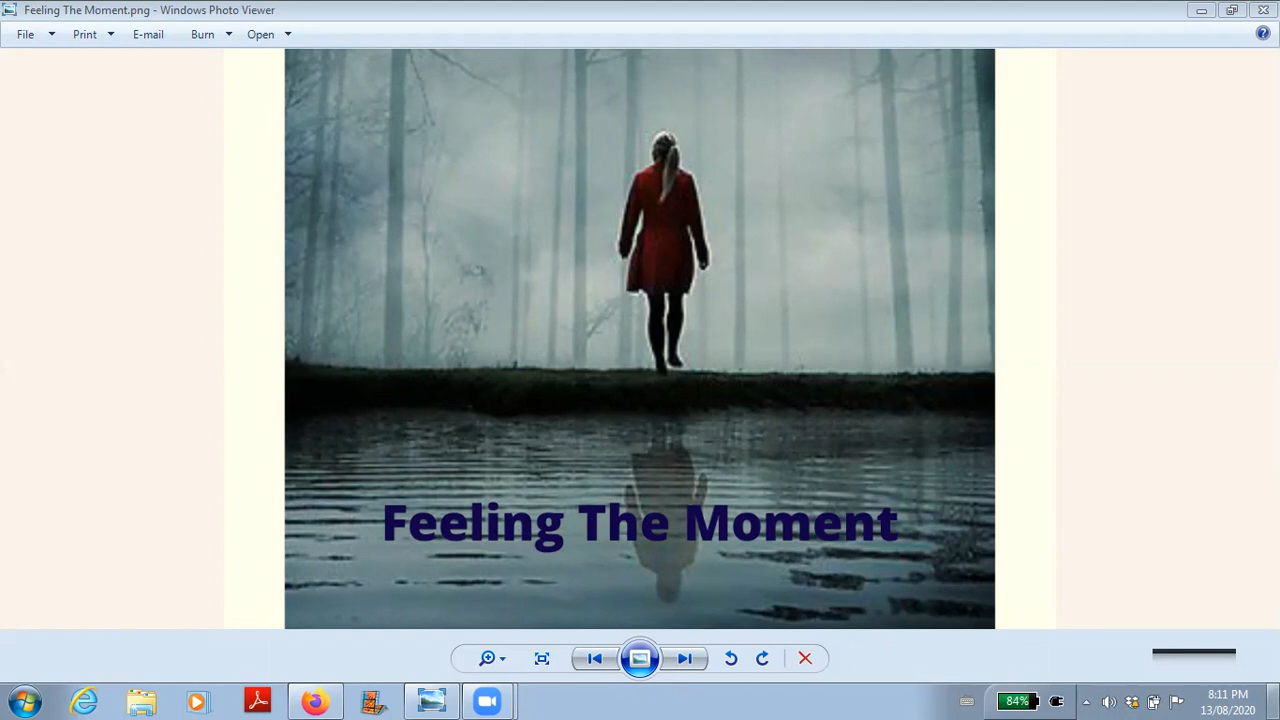 Feeling The Moment.png - Windows Photo Viewer
File Print E-mail Burn Open
Feeling The Moment
84%
8:11 PM
13/08/2020